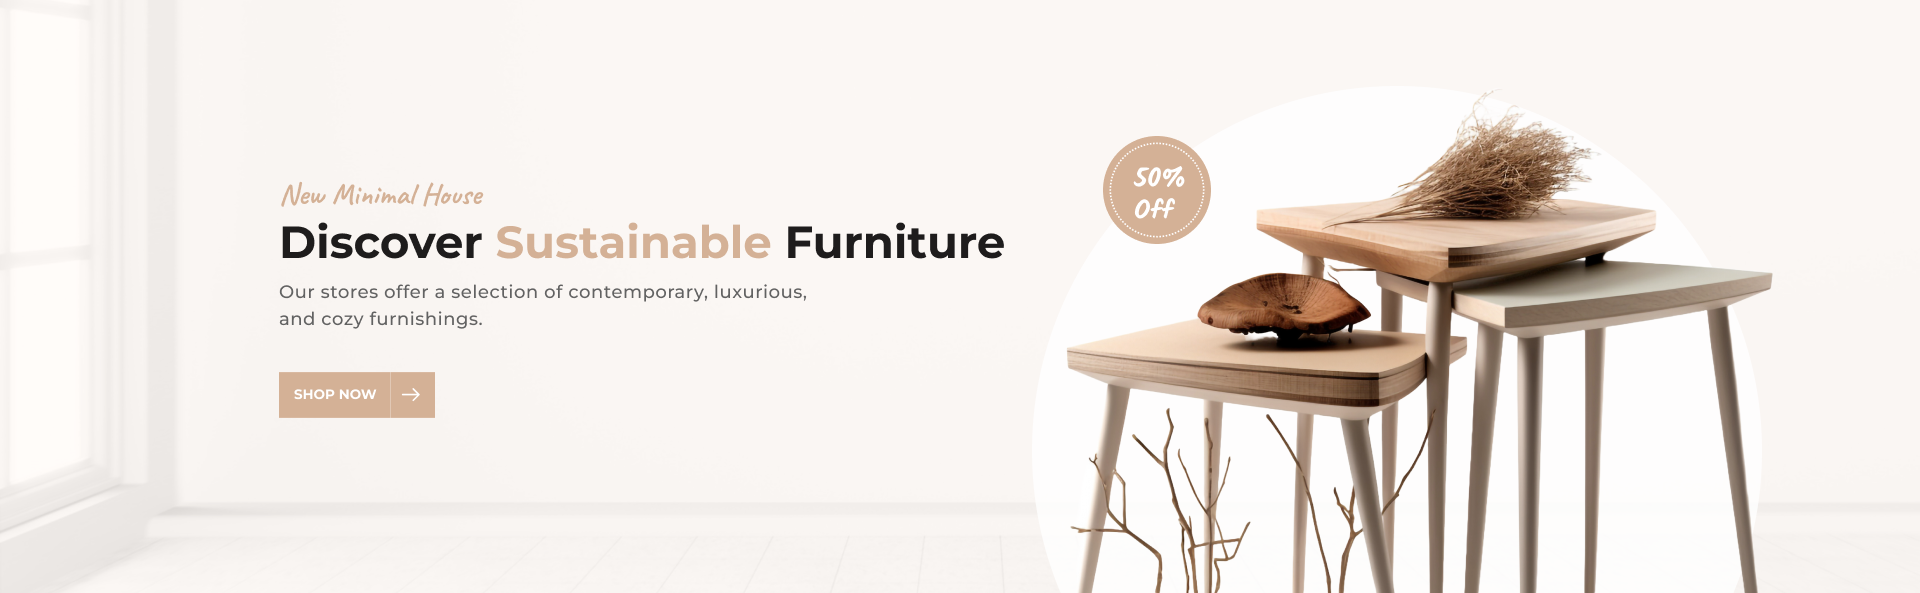 New Minimal House
Discover Sustainable Furniture
Our stores offer a selection of contemporary, luxurious,
and cozy furnishings.
SHOP NOW
50%
Off